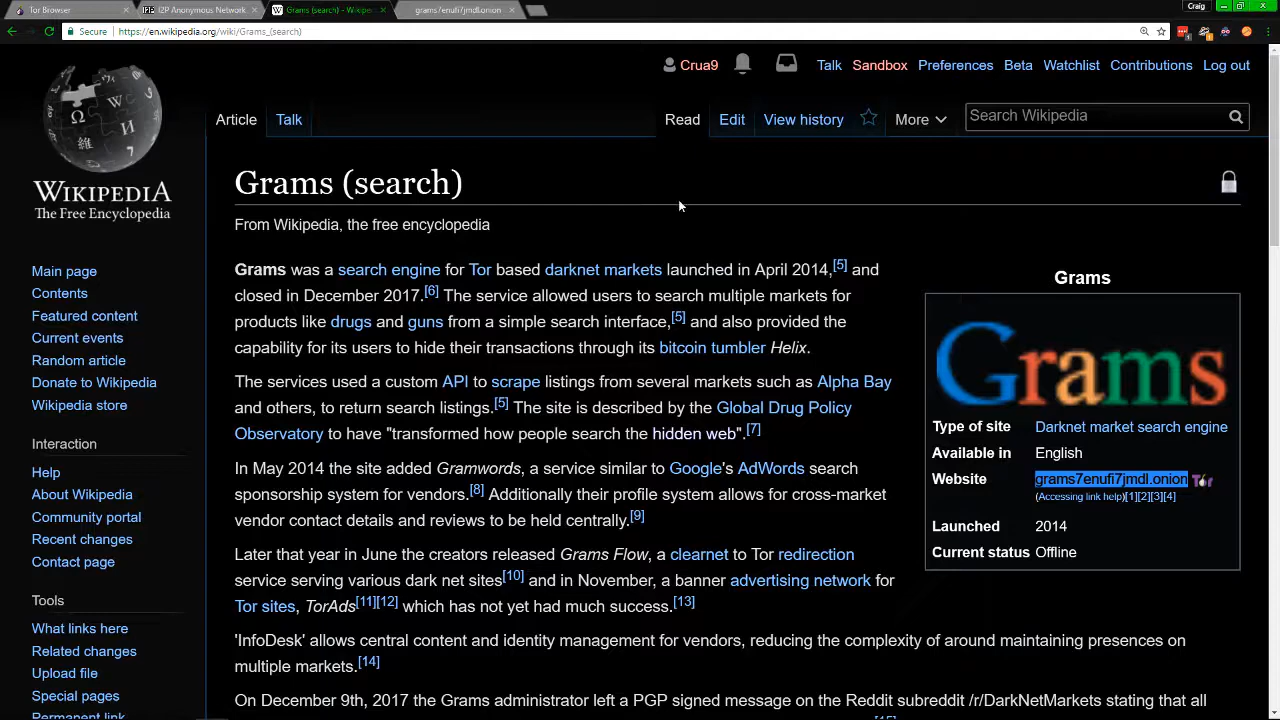 Tor Browser
I2P Anonymous Network
Grams (search) - Wikipe
grams7enufi7jmdl.onion
Craig
Secure
https://en.wikipedia.org/wiki/Grams_(search)
Crua9
Talk
Sandbox
Preferences
Beta
Watchlist
Contributions
Log out
Article
Talk
Read
Edit
View history
More
Search Wikipedia
WIKIPEDIA
The Free Encyclopedia
Main page
Contents
Featured content
Current events
Random article
Donate to Wikipedia
Wikipedia store
Interaction
Help
About Wikipedia
Community portal
Recent changes
Contact page
Tools
What links here
Related changes
Upload file
Special pages
Permanent link
Grams (search)
From Wikipedia, the free encyclopedia
Grams was a search engine for Tor based darknet markets launched in April 2014,[5] and
closed in December 2017.[6] The service allowed users to search multiple markets for
products like drugs and guns from a simple search interface,[5] and also provided the
capability for its users to hide their transactions through its bitcoin tumbler Helix.
The services used a custom API to scrape listings from several markets such as Alpha Bay
and others, to return search listings.[5] The site is described by the Global Drug Policy
Observatory to have "transformed how people search the hidden web".[7]
In May 2014 the site added Gramwords, a service similar to Google's AdWords search
sponsorship system for vendors.[8] Additionally their profile system allows for cross-market
vendor contact details and reviews to be held centrally.[9]
Later that year in June the creators released Grams Flow, a clearnet to Tor redirection
service serving various dark net sites[10] and in November, a banner advertising network for
Tor sites, TorAds[11][12] which has not yet had much success.[13]
'InfoDesk' allows central content and identity management for vendors, reducing the complexity of around maintaining presences on
multiple markets.[14]
On December 9th, 2017 the Grams administrator left a PGP signed message on the Reddit subreddit /r/DarkNetMarkets stating that all
Grams
Grams
Type of site Darknet market search engine
Available in English
Website grams7enufi7jmdl.onion Tor
(Accessing link help)[1][2][3][4]
Launched 2014
Current status Offline